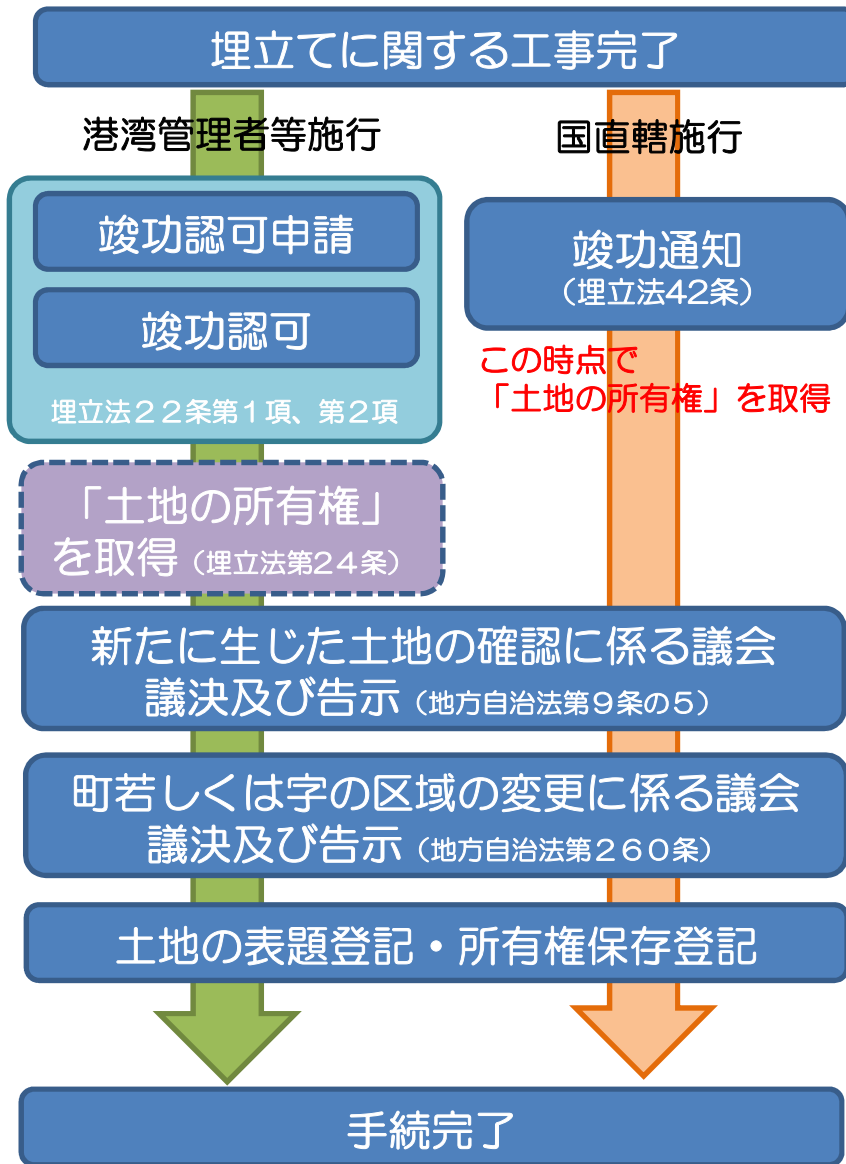 埋立てに関する工事完了
港湾管理者等施行
国直轄施行
竣功認可申請
竣功認可
埋立法２２条第１項、第２項
竣功通知
（埋立法42条）
この時点で
「土地の所有権」を取得
「土地の所有権」
を取得（埋立法第24条）
新たに生じた土地の確認に係る議会
議決及び告示（地方自治法第９条の５）
町若しくは字の区域の変更に係る議会
議決及び告示（地方自治法第２６０条）
土地の表題登記・所有権保存登記
手続完了